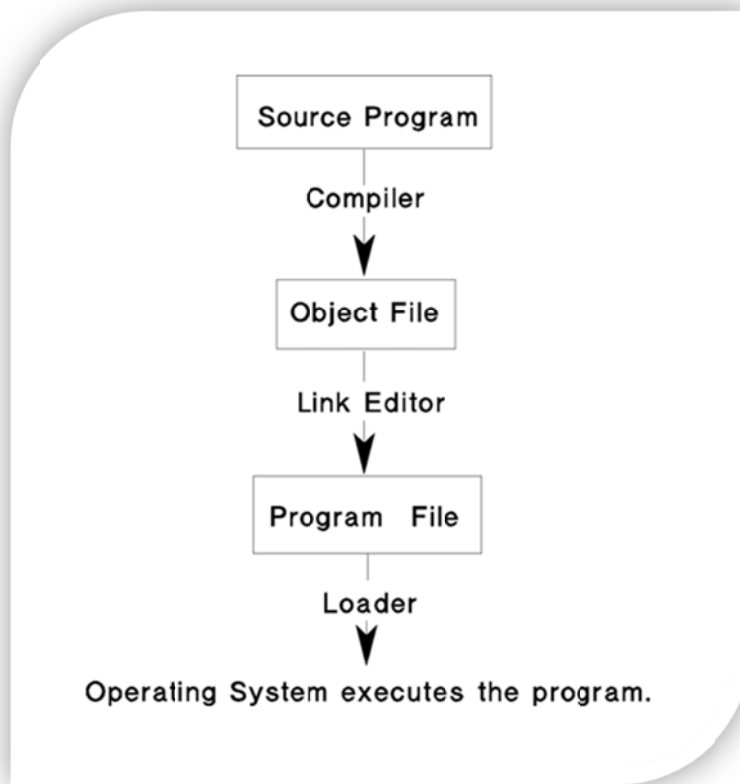 Source Program
Compiler
Object File
Link Editor
Program File
Loader
Operating System executes the program.